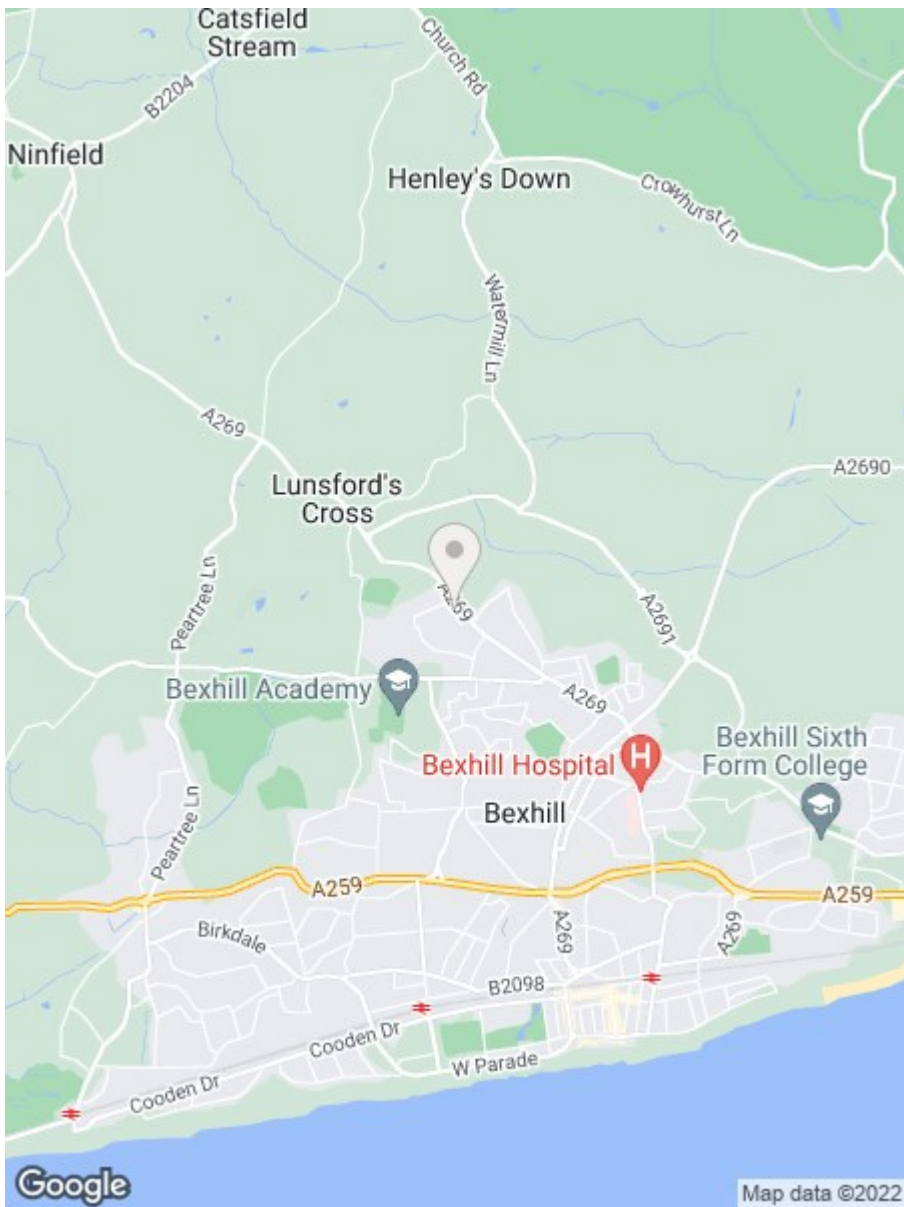 Catsfield
Stream
Church Rd
B2204
Ninfield
Henley's Down
Crowhurst Ln
Watermill Ln
A269
A2690
Lunsford's
Cross
Peartree Ln
A269
A2691
Bexhill Academy
A269
Bexhill Hospital
H
Bexhill Sixth
Form College
Bexhill
Peartree Ln
A259
A259
Birkdale
A269
A269
B2098
Cooden Dr
W Parade
Cooden Dr
Google
Map data ©2022